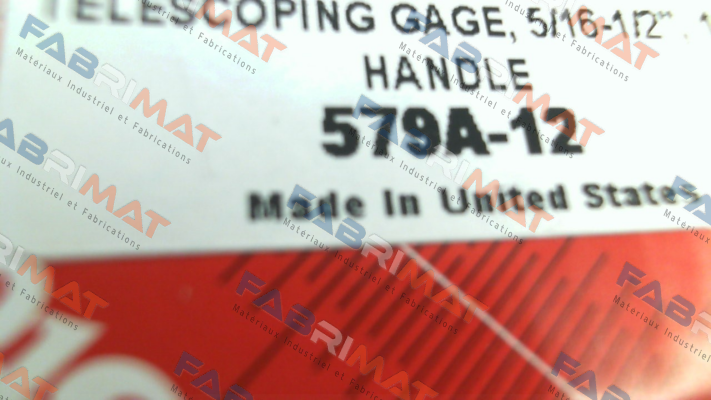 TELESCOPING GAGE, 5/16-1/2",
HANDLE
579A-12
Made In United States
FABRIMAT
Materiaux Industriel et Fabrications